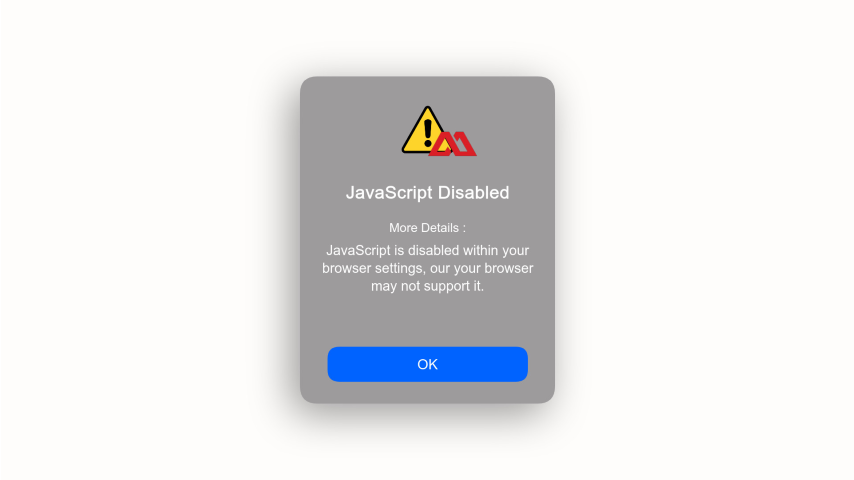 JavaScript Disabled
More Details :
JavaScript is disabled within your
browser settings, our your browser
may not support it.
OK